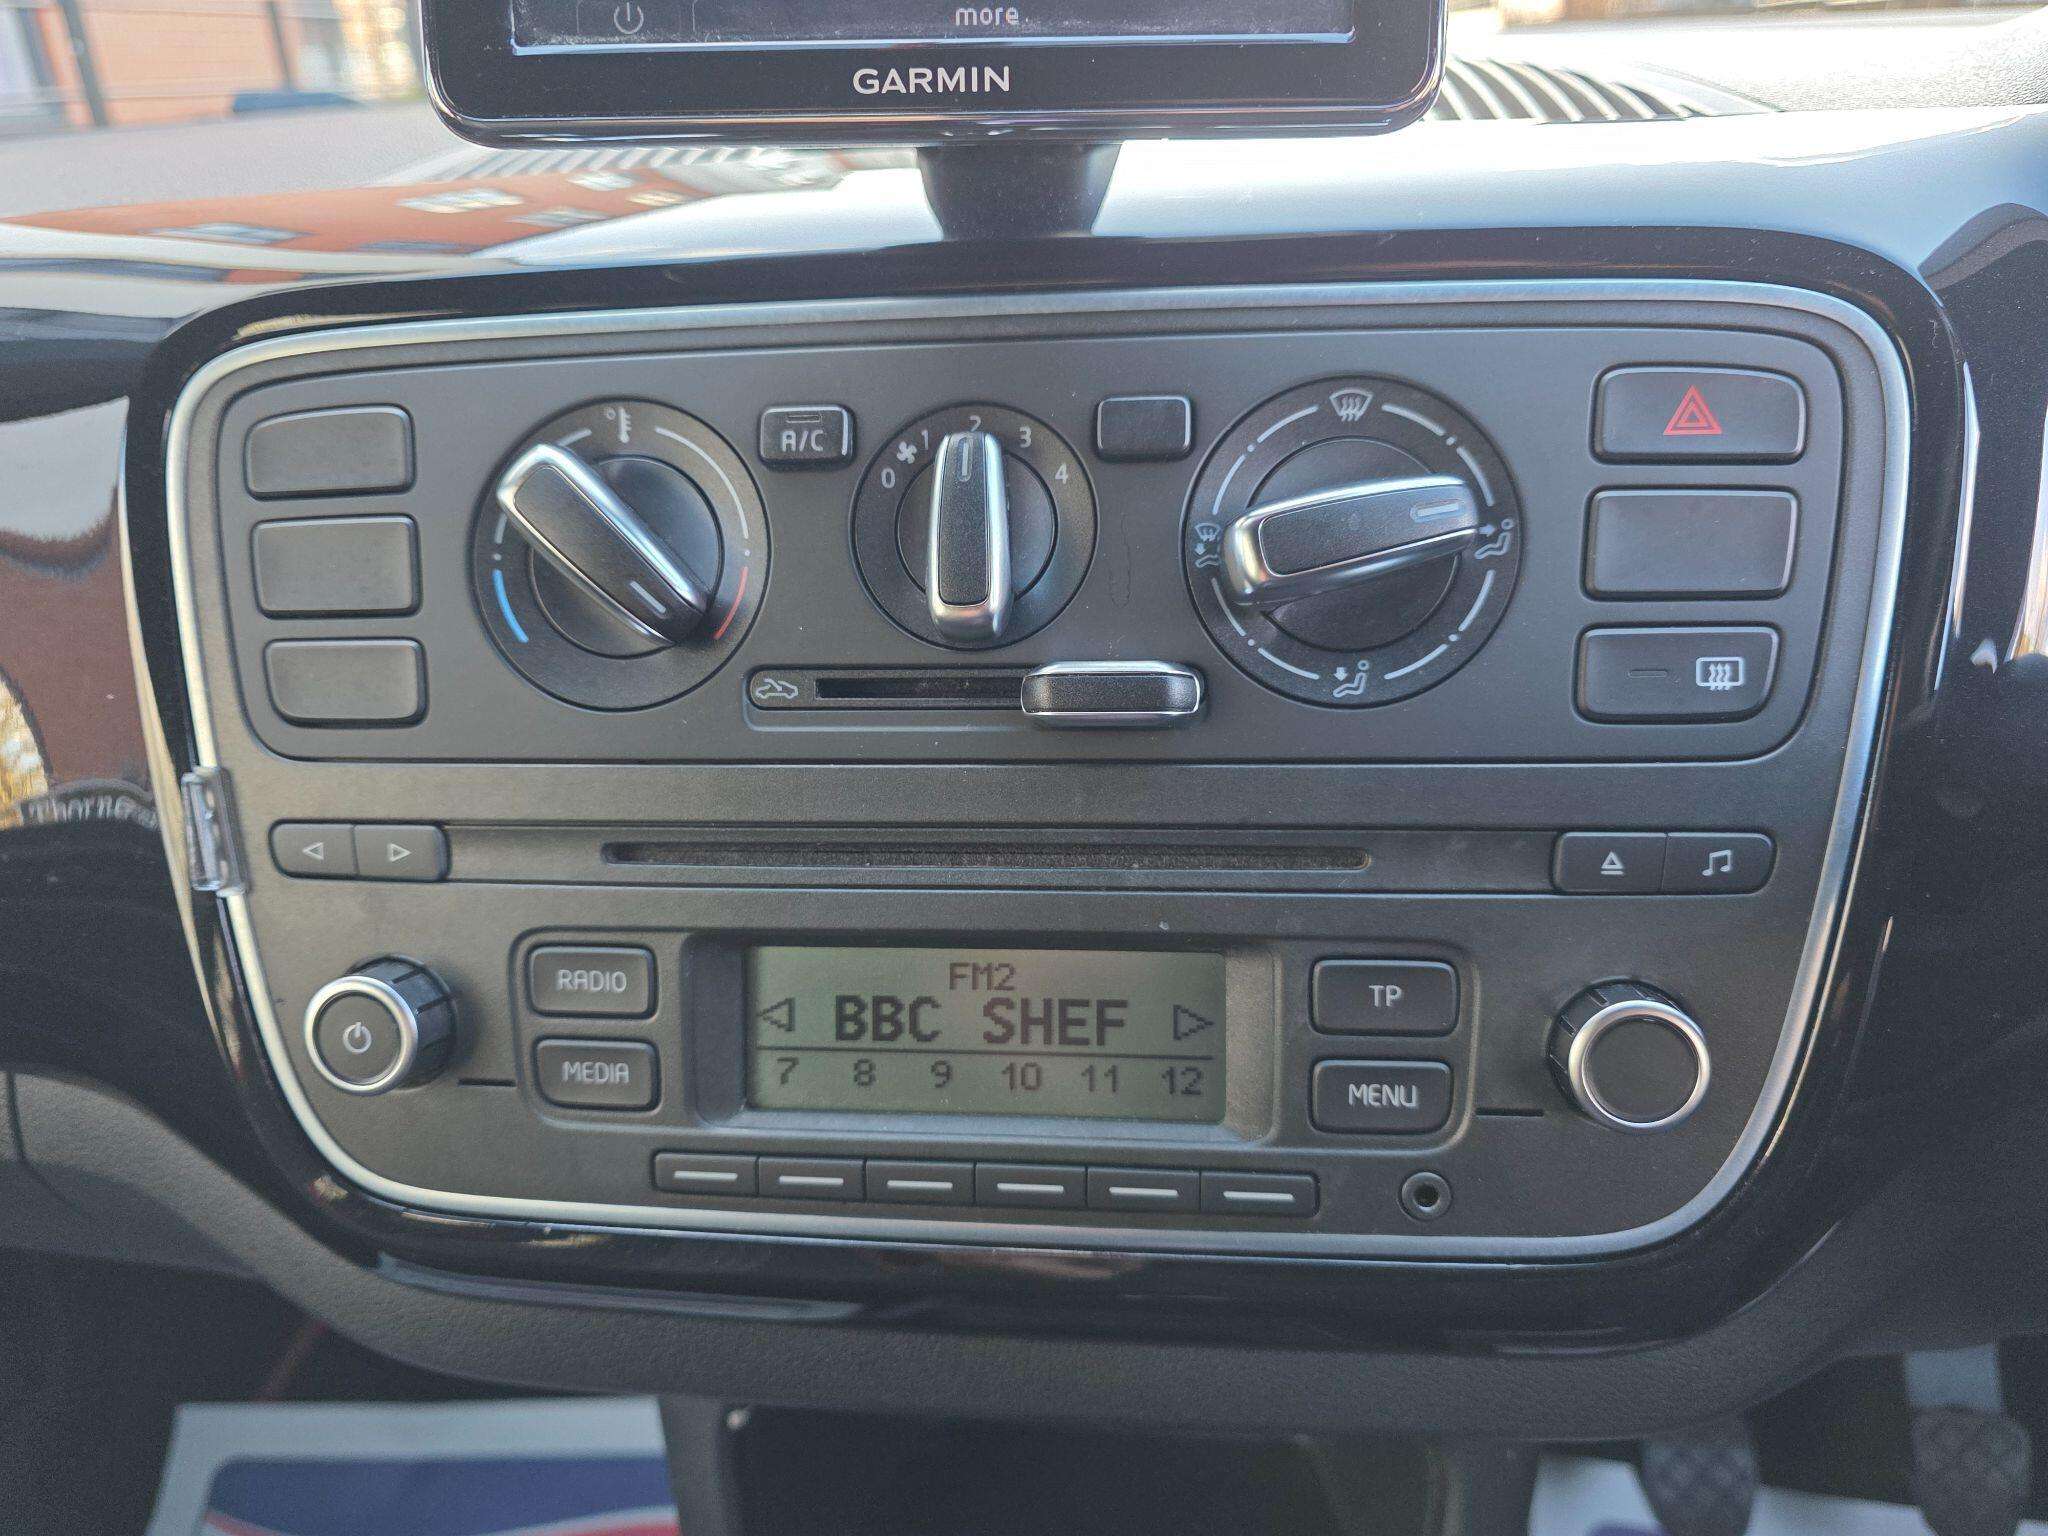 more
GARMIN
A/C
0 1 2 3 4
RADIO
MEDIA
FM2
BBC SHEF
7 8 9 10 11 12
TP
MENU